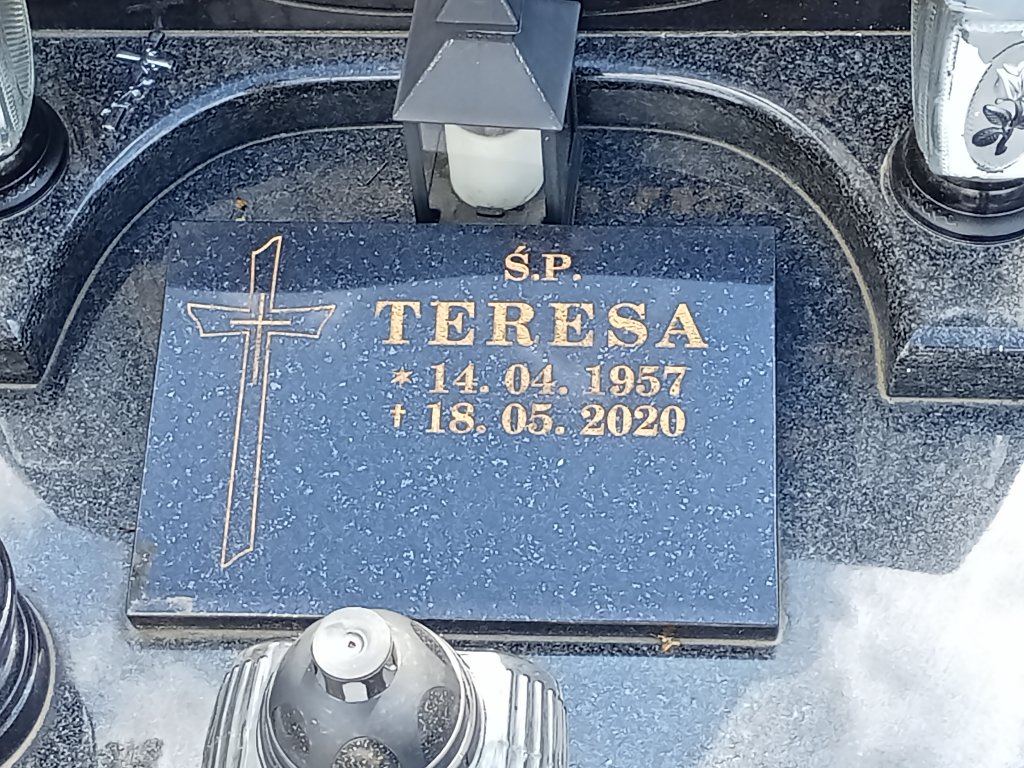 Ś.P.
TERESA
* 14. 04. 1957
† 18. 05. 2020